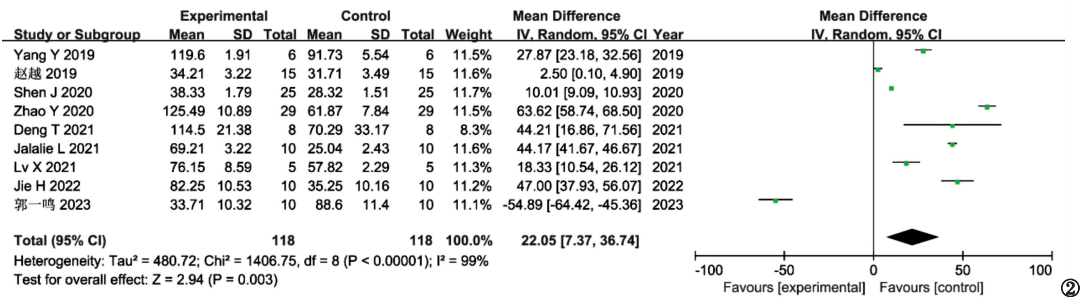 Experimental Control Mean Difference Mean Difference
Study or Subgroup Mean SD Total Mean SD Total Weight IV, Random, 95% CI Year IV, Random, 95% CI
Yang Y 2019 119.6 1.91 6 91.73 5.54 6 11.5% 27.87 [23.18, 32.56] 2019
赵越 2019 34.21 3.22 15 31.71 3.49 15 11.6% 2.50 [0.10, 4.90] 2019
Shen J 2020 38.33 1.79 25 28.32 1.51 25 11.6% 10.01 [9.09, 10.93] 2020
Zhao Y 2020 125.49 10.89 29 61.87 7.84 29 11.5% 63.62 [58.74, 68.50] 2020
Deng T 2021 114.5 21.38 8 70.29 33.17 8 8.3% 44.21 [16.86, 71.56] 2021
Jalalie L 2021 69.21 3.22 10 25.04 2.43 10 11.6% 44.17 [41.67, 46.67] 2021
Lv X 2021 76.15 8.59 5 57.82 2.29 5 11.3% 18.33 [10.54, 26.12] 2021
Jie H 2022 82.25 10.53 10 35.25 10.16 10 11.2% 47.00 [37.93, 56.07] 2022
郭一鸣 2023 33.71 10.32 10 88.6 11.4 10 11.1% -54.89 [-64.42, -45.36] 2023
Total (95% CI) 118 118 100.0% 22.05 [7.37, 36.74]
Heterogeneity: Tau² = 480.72; Chi² = 1406.75, df = 8 (P < 0.00001); I² = 99%
Test for overall effect: Z = 2.94 (P = 0.003)
-100 -50 0 50 100
Favours [experimental] Favours [control]
②